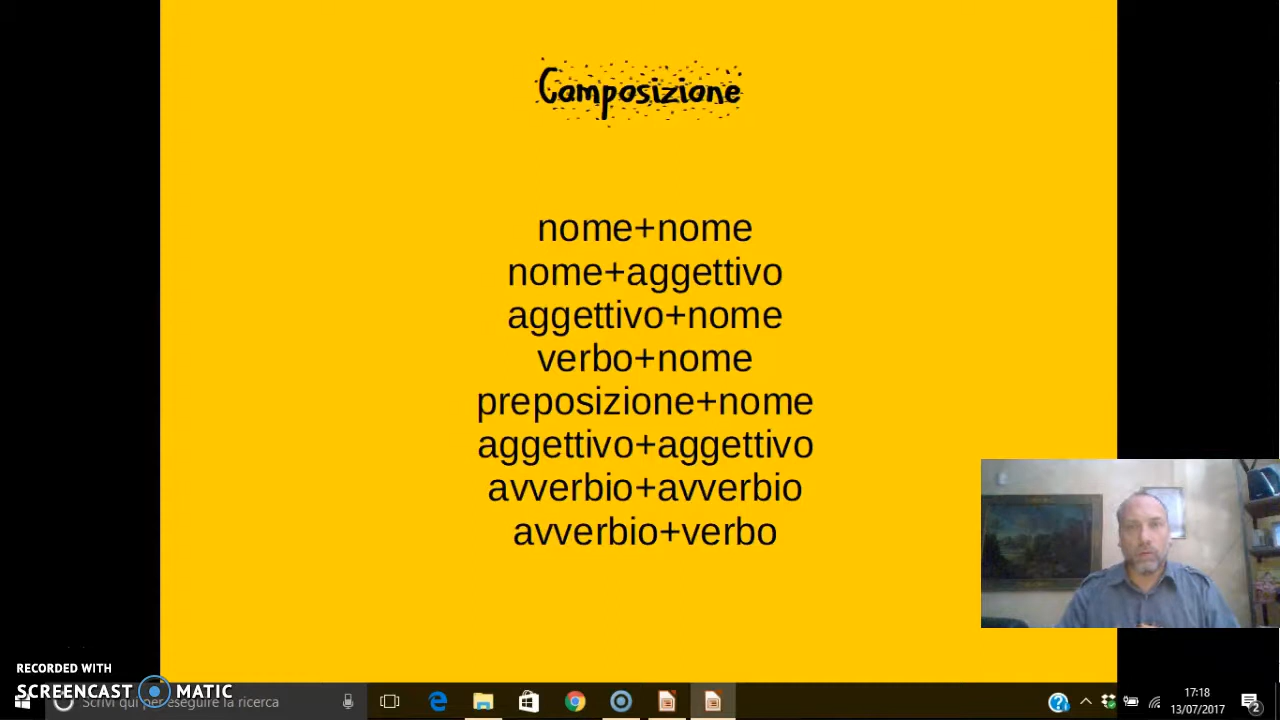 Composizione
nome+nome
nome+aggettivo
aggettivo+nome
verbo+nome
preposizione+nome
aggettivo+aggettivo
avverbio+avverbio
avverbio+verbo
RECORDED WITH
SCREENCAST MATIC
Scrivi qui per eseguire la ricerca
17:18
13/07/2017
2